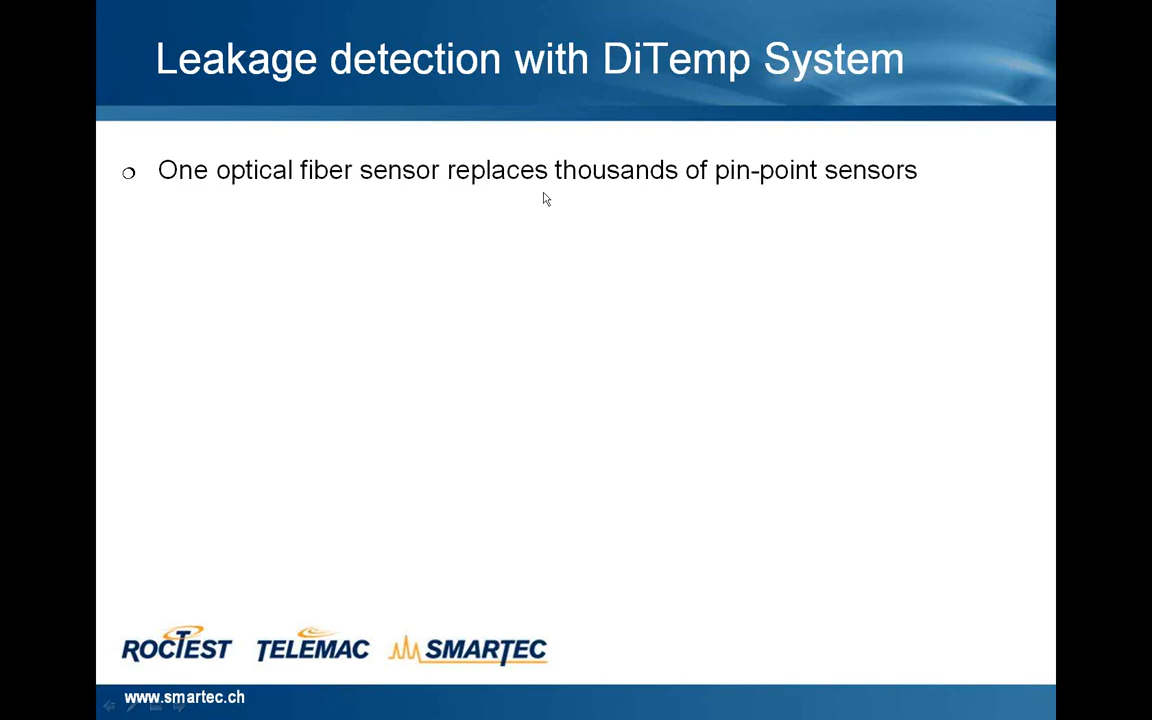 Leakage detection with DiTemp System
One optical fiber sensor replaces thousands of pin-point sensors
ROCTEST TELEMAC SMARTEC
www.smartec.ch